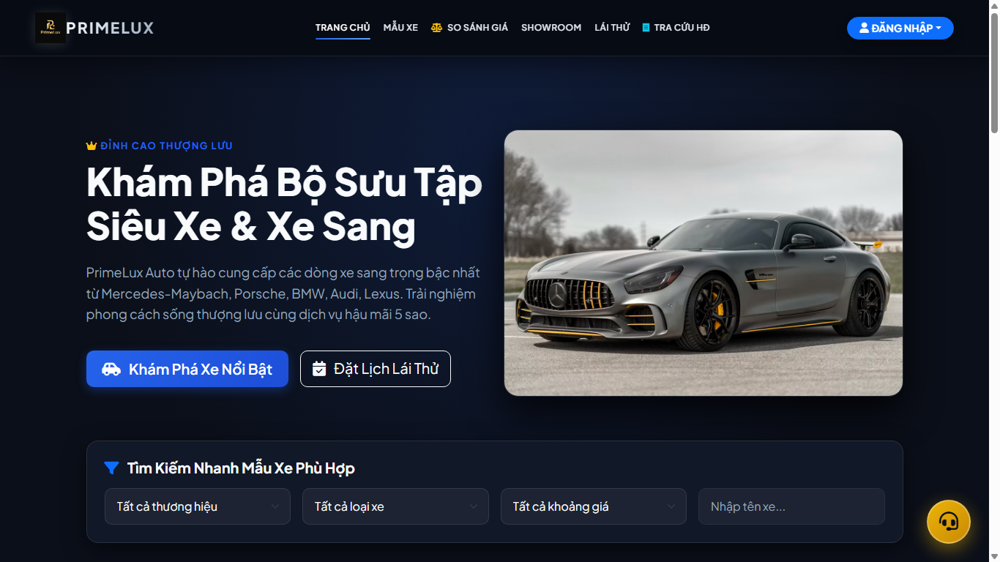 PrimeLux
PRIMELUX
TRANG CHỦ
MẪU XE
SO SÁNH GIÁ
SHOWROOM
LÁI THỬ
TRA CỨU HĐ
ĐĂNG NHẬP
ĐỈNH CAO THƯỢNG LƯU
Khám Phá Bộ Sưu Tập
Siêu Xe & Xe Sang
PrimeLux Auto tự hào cung cấp các dòng xe sang trọng bậc nhất
từ Mercedes-Maybach, Porsche, BMW, Audi, Lexus. Trải nghiệm
phong cách sống thượng lưu cùng dịch vụ hậu mãi 5 sao.
Khám Phá Xe Nổi Bật
Đặt Lịch Lái Thử
Tìm Kiếm Nhanh Mẫu Xe Phù Hợp
Tất cả thương hiệu
Tất cả loại xe
Tất cả khoảng giá
Nhập tên xe...